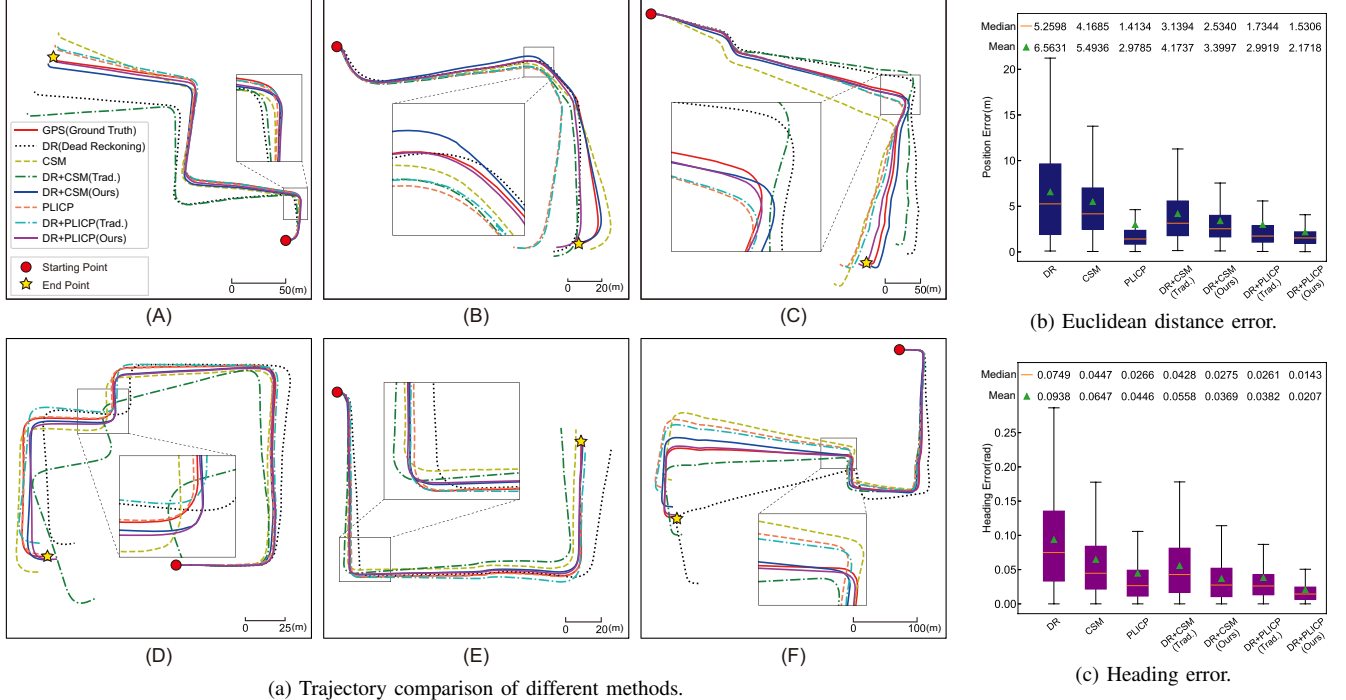 GPS(Ground Truth)
DR(Dead Reckoning)
CSM
DR+CSM(Trad.)
DR+CSM(Ours)
PLICP
DR+PLICP(Trad.)
DR+PLICP(Ours)
Starting Point
End Point
0 50(m)
(A)
0 20(m)
(B)
0 50(m)
(C)
0 25(m)
(D)
0 20(m)
(E)
0 100(m)
(F)
(a) Trajectory comparison of different methods.
Median 5.2598 4.1685 1.4134 3.1394 2.5340 1.7344 1.5306
Mean 6.5631 5.4936 2.9785 4.1737 3.3997 2.9919 2.1718
Position Error(m)
20
15
10
5
0
DR
CSM
PLICP
DR+CSM
(Trad.)
DR+CSM
(Ours)
DR+PLICP
(Trad.)
DR+PLICP
(Ours)
(b) Euclidean distance error.
Median 0.0749 0.0447 0.0266 0.0428 0.0275 0.0261 0.0143
Mean 0.0938 0.0647 0.0446 0.0558 0.0369 0.0382 0.0207
Heading Error(rad)
0.25
0.20
0.15
0.10
0.05
0.00
DR
CSM
PLICP
DR+CSM
(Trad.)
DR+CSM
(Ours)
DR+PLICP
(Trad.)
DR+PLICP
(Ours)
(c) Heading error.